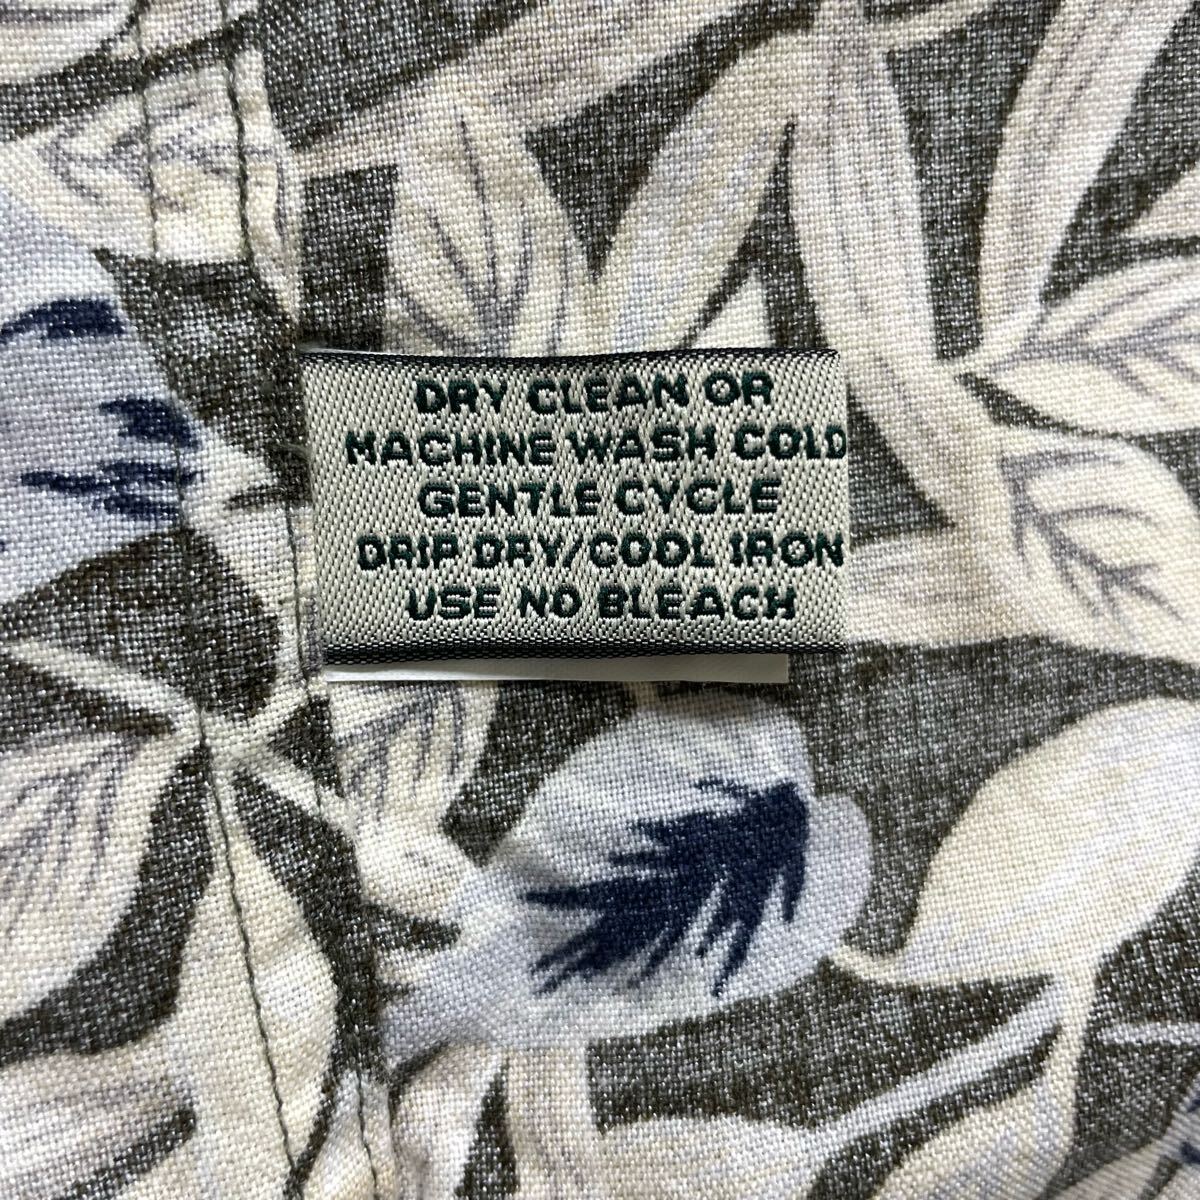 DRY CLEAN OR
MACHINE WASH COLD
GENTLE CYCLE
DRIP DRY/COOL IRON
USE NO BLEACH